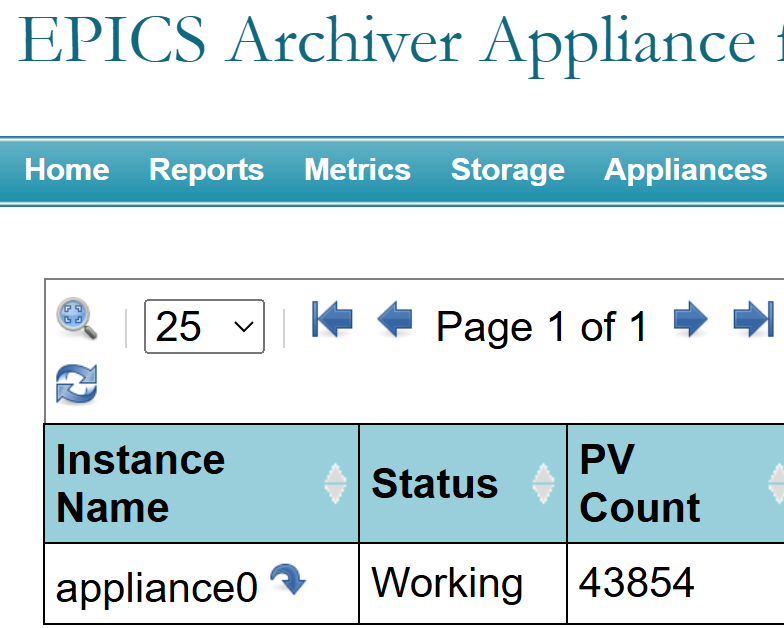 EPICS Archiver Appliance
Home Reports Metrics Storage Appliances
25 Page 1 of 1
Instance Name Status PV Count
appliance0 Working 43854